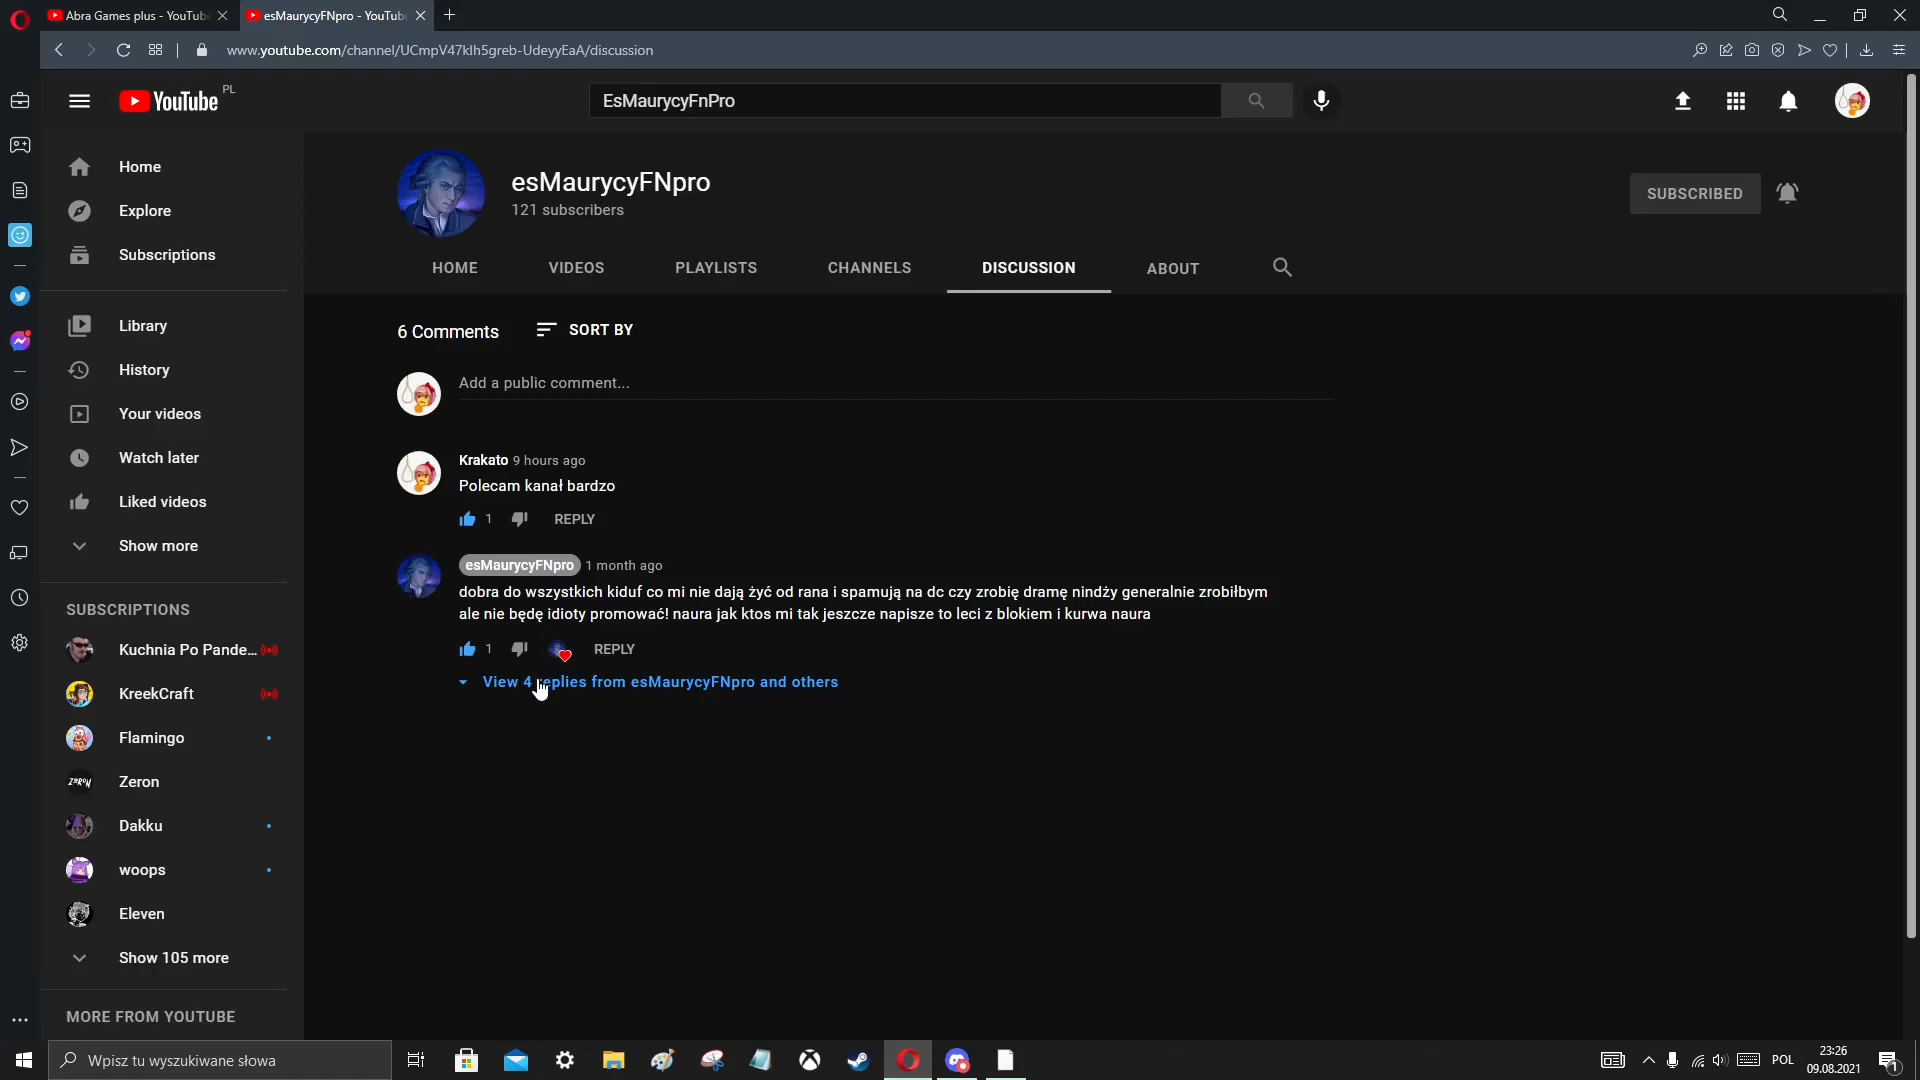 Abra Games plus - YouTub
esMaurycyFNpro - YouTub
www.youtube.com/channel/UCmpV47klh5greb-UdeyyEaA/discussion
YouTube PL
EsMaurycyFnPro
Home
Explore
Subscriptions
Library
History
Your videos
Watch later
Liked videos
Show more
SUBSCRIPTIONS
Kuchnia Po Pande...
KreekCraft
Flamingo
Zeron
Dakku
woops
Eleven
Show 105 more
MORE FROM YOUTUBE
esMaurycyFNpro
121 subscribers
SUBSCRIBED
HOME VIDEOS PLAYLISTS CHANNELS DISCUSSION ABOUT
6 Comments SORT BY
Add a public comment...
Krakato 9 hours ago
Polecam kanał bardzo
1 REPLY
esMaurycyFNpro 1 month ago
dobra do wszystkich kiduf co mi nie dają żyć od rana i spamują na dc czy zrobię dramę nindży generalnie zrobiłbym
ale nie będę idioty promować! naura jak ktos mi tak jeszcze napisze to leci z blokiem i kurwa naura
1 REPLY
View 4 replies from esMaurycyFNpro and others
Wpisz tu wyszukiwane słowa
POL
23:26
09.08.2021
1